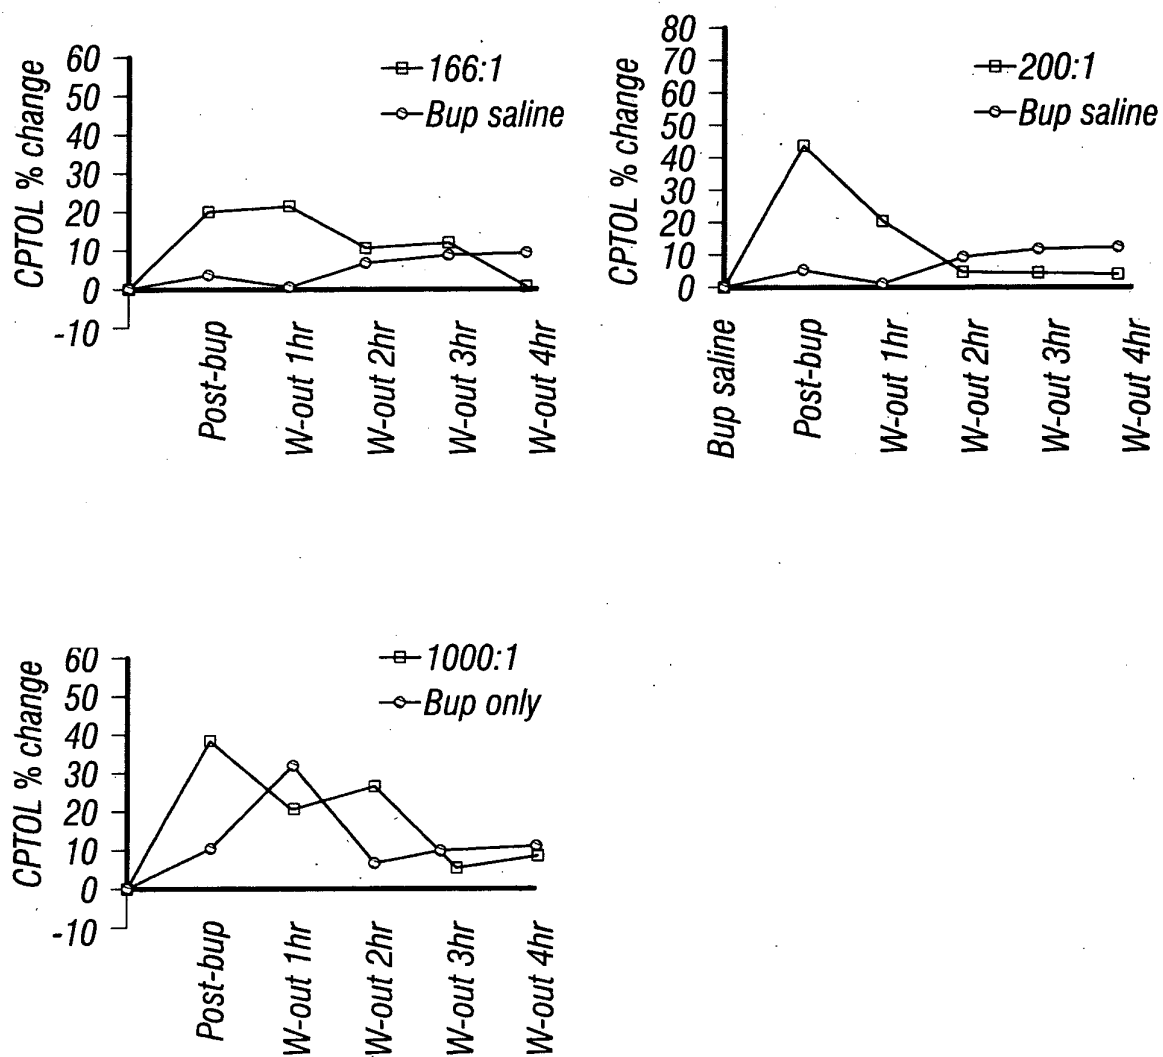 CPTOL % change
60
50
40
30
20
10
0
-10
166:1
Bup saline
Post-bup
W-out 1hr
W-out 2hr
W-out 3hr
W-out 4hr
CPTOL % change
80
70
60
50
40
30
20
10
0
200:1
Bup saline
Bup saline
Post-bup
W-out 1hr
W-out 2hr
W-out 3hr
W-out 4hr
CPTOL % change
60
50
40
30
20
10
0
-10
1000:1
Bup only
Post-bup
W-out 1hr
W-out 2hr
W-out 3hr
W-out 4hr